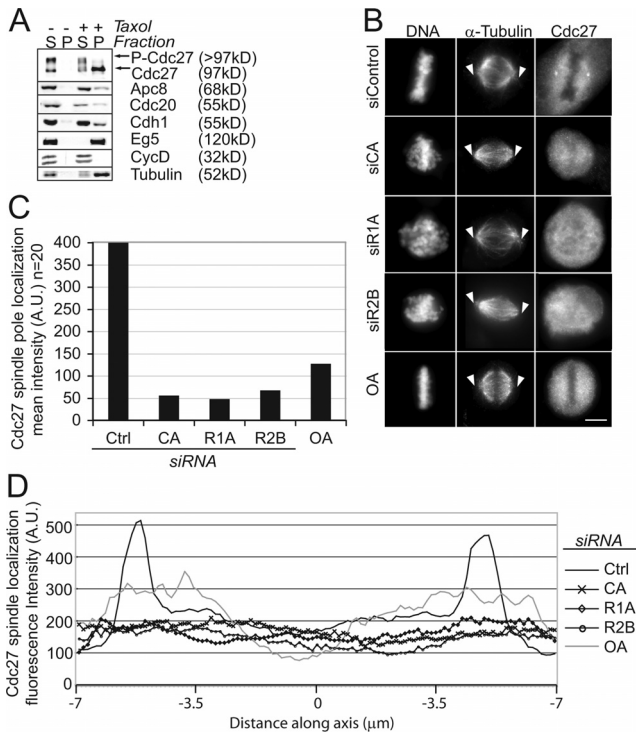 A
- - + + Taxol
S P S P Fraction
P-Cdc27 (>97kD)
Cdc27 (97kD)
Apc8 (68kD)
Cdc20 (55kD)
Cdh1 (55kD)
Eg5 (120kD)
CycD (32kD)
Tubulin (52kD)
B
DNA α-Tubulin Cdc27
siControl
siCA
siR1A
siR2B
OA
C
Cdc27 spindle pole localization
mean intensity (A.U.) n=20
400
350
300
250
200
150
100
50
0
Ctrl CA R1A R2B OA
siRNA
D
Cdc27 spindle localization
fluorescence Intensity (A.U.)
500
400
300
200
100
0
-7 -3.5 0 -3.5 -7
Distance along axis (µm)
siRNA
Ctrl
CA
R1A
R2B
OA